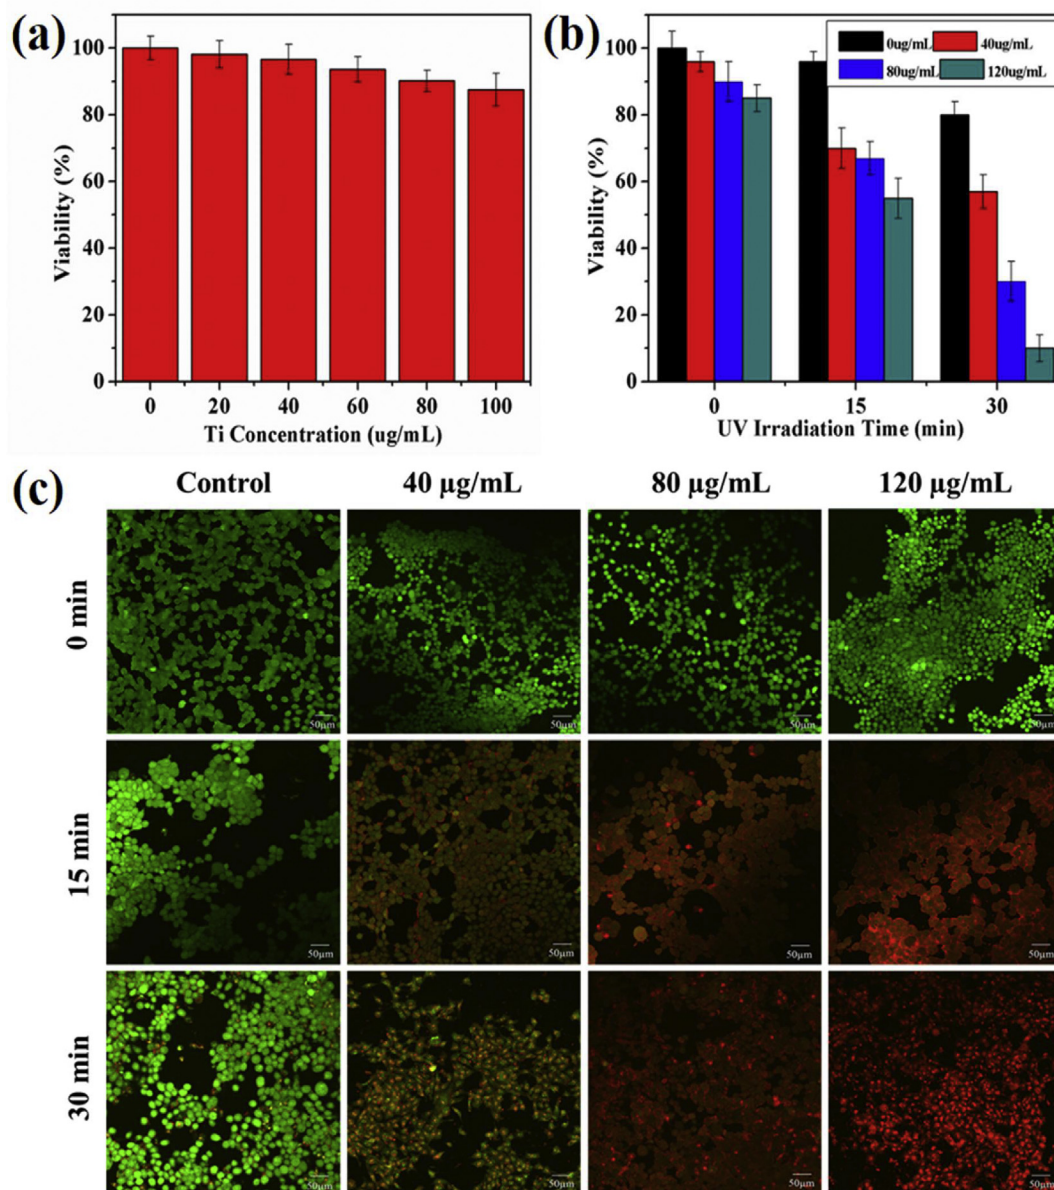 (a)
100
80
60
40
20
0
Viability (%)
0 20 40 60 80 100
Ti Concentration (ug/mL)
(b)
0ug/mL 40ug/mL
80ug/mL 120ug/mL
100
80
60
40
20
0
Viability (%)
0 15 30
UV Irradiation Time (min)
(c)
Control 40 µg/mL 80 µg/mL 120 µg/mL
0 min
50µm 50µm 50µm 50µm
15 min
50µm 50µm 50µm 50µm
30 min
50µm 50µm 50µm 50µm